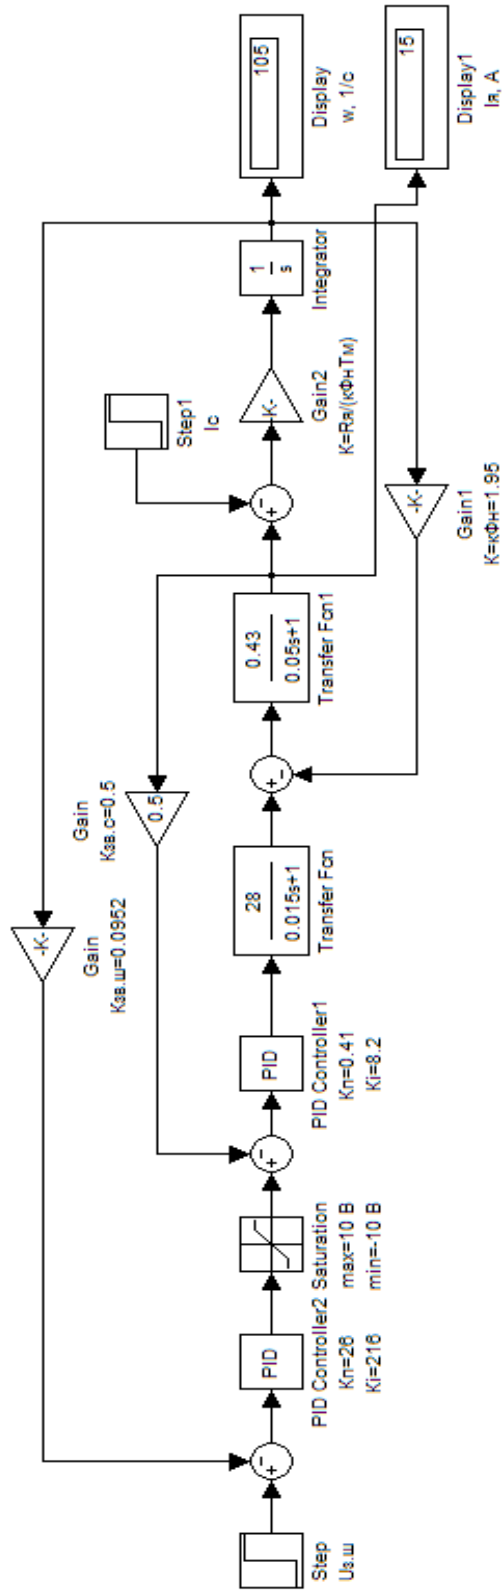 Step
Uз.ш
PID
PID Controller2
Kп=26
Ki=216
Saturation
max=10 В
min=-10 В
PID
PID Controller1
Kп=0.41
Ki=8.2
28
0.015s+1
Transfer Fcn
0.43
0.05s+1
Transfer Fcn1
-K-
Gain
Kзв.ш=0.0952
0.5
Gain
Kзв.с=0.5
Step1
Iс
-K-
Gain2
K=Rя/(кФнTм)
1
s
Integrator
-K-
Gain1
K=кФн=1.95
105
Display
w, 1/c
15
Display1
Iя, А